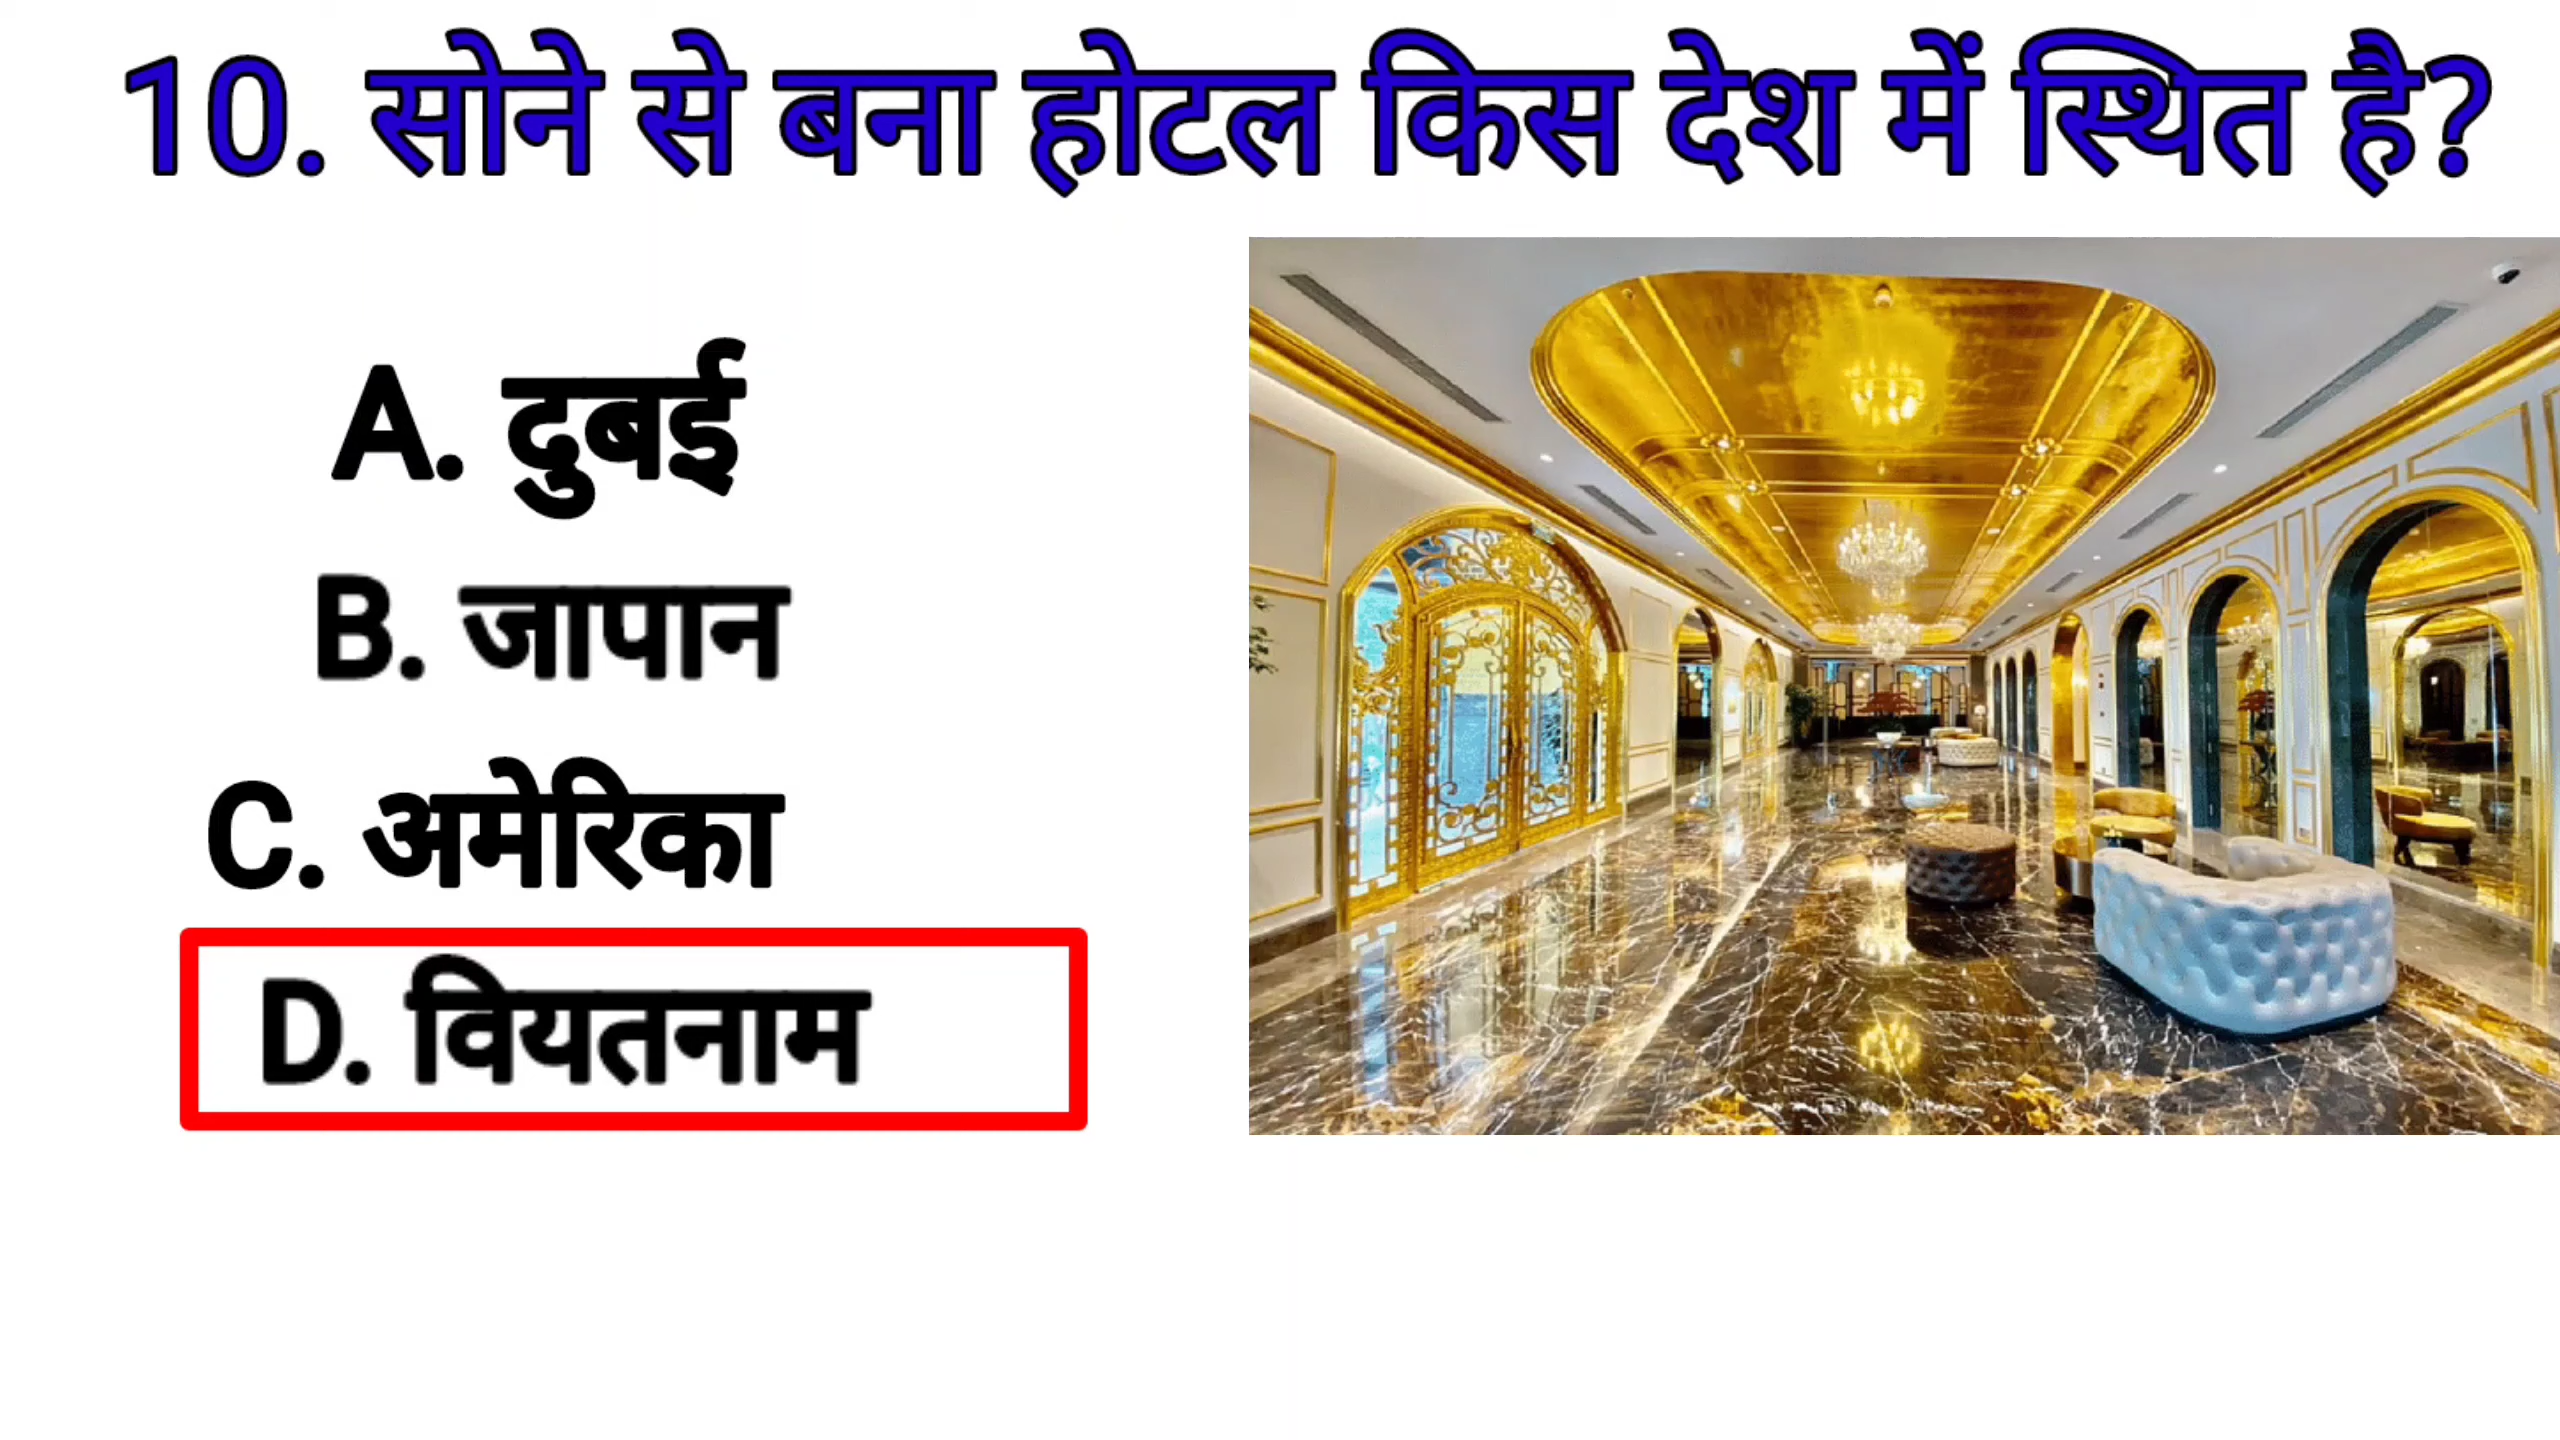 10. सोने से बना होटल किस देश में स्थित है?
A. दुबई
B. जापान
C. अमेरिका
D. वियतनाम